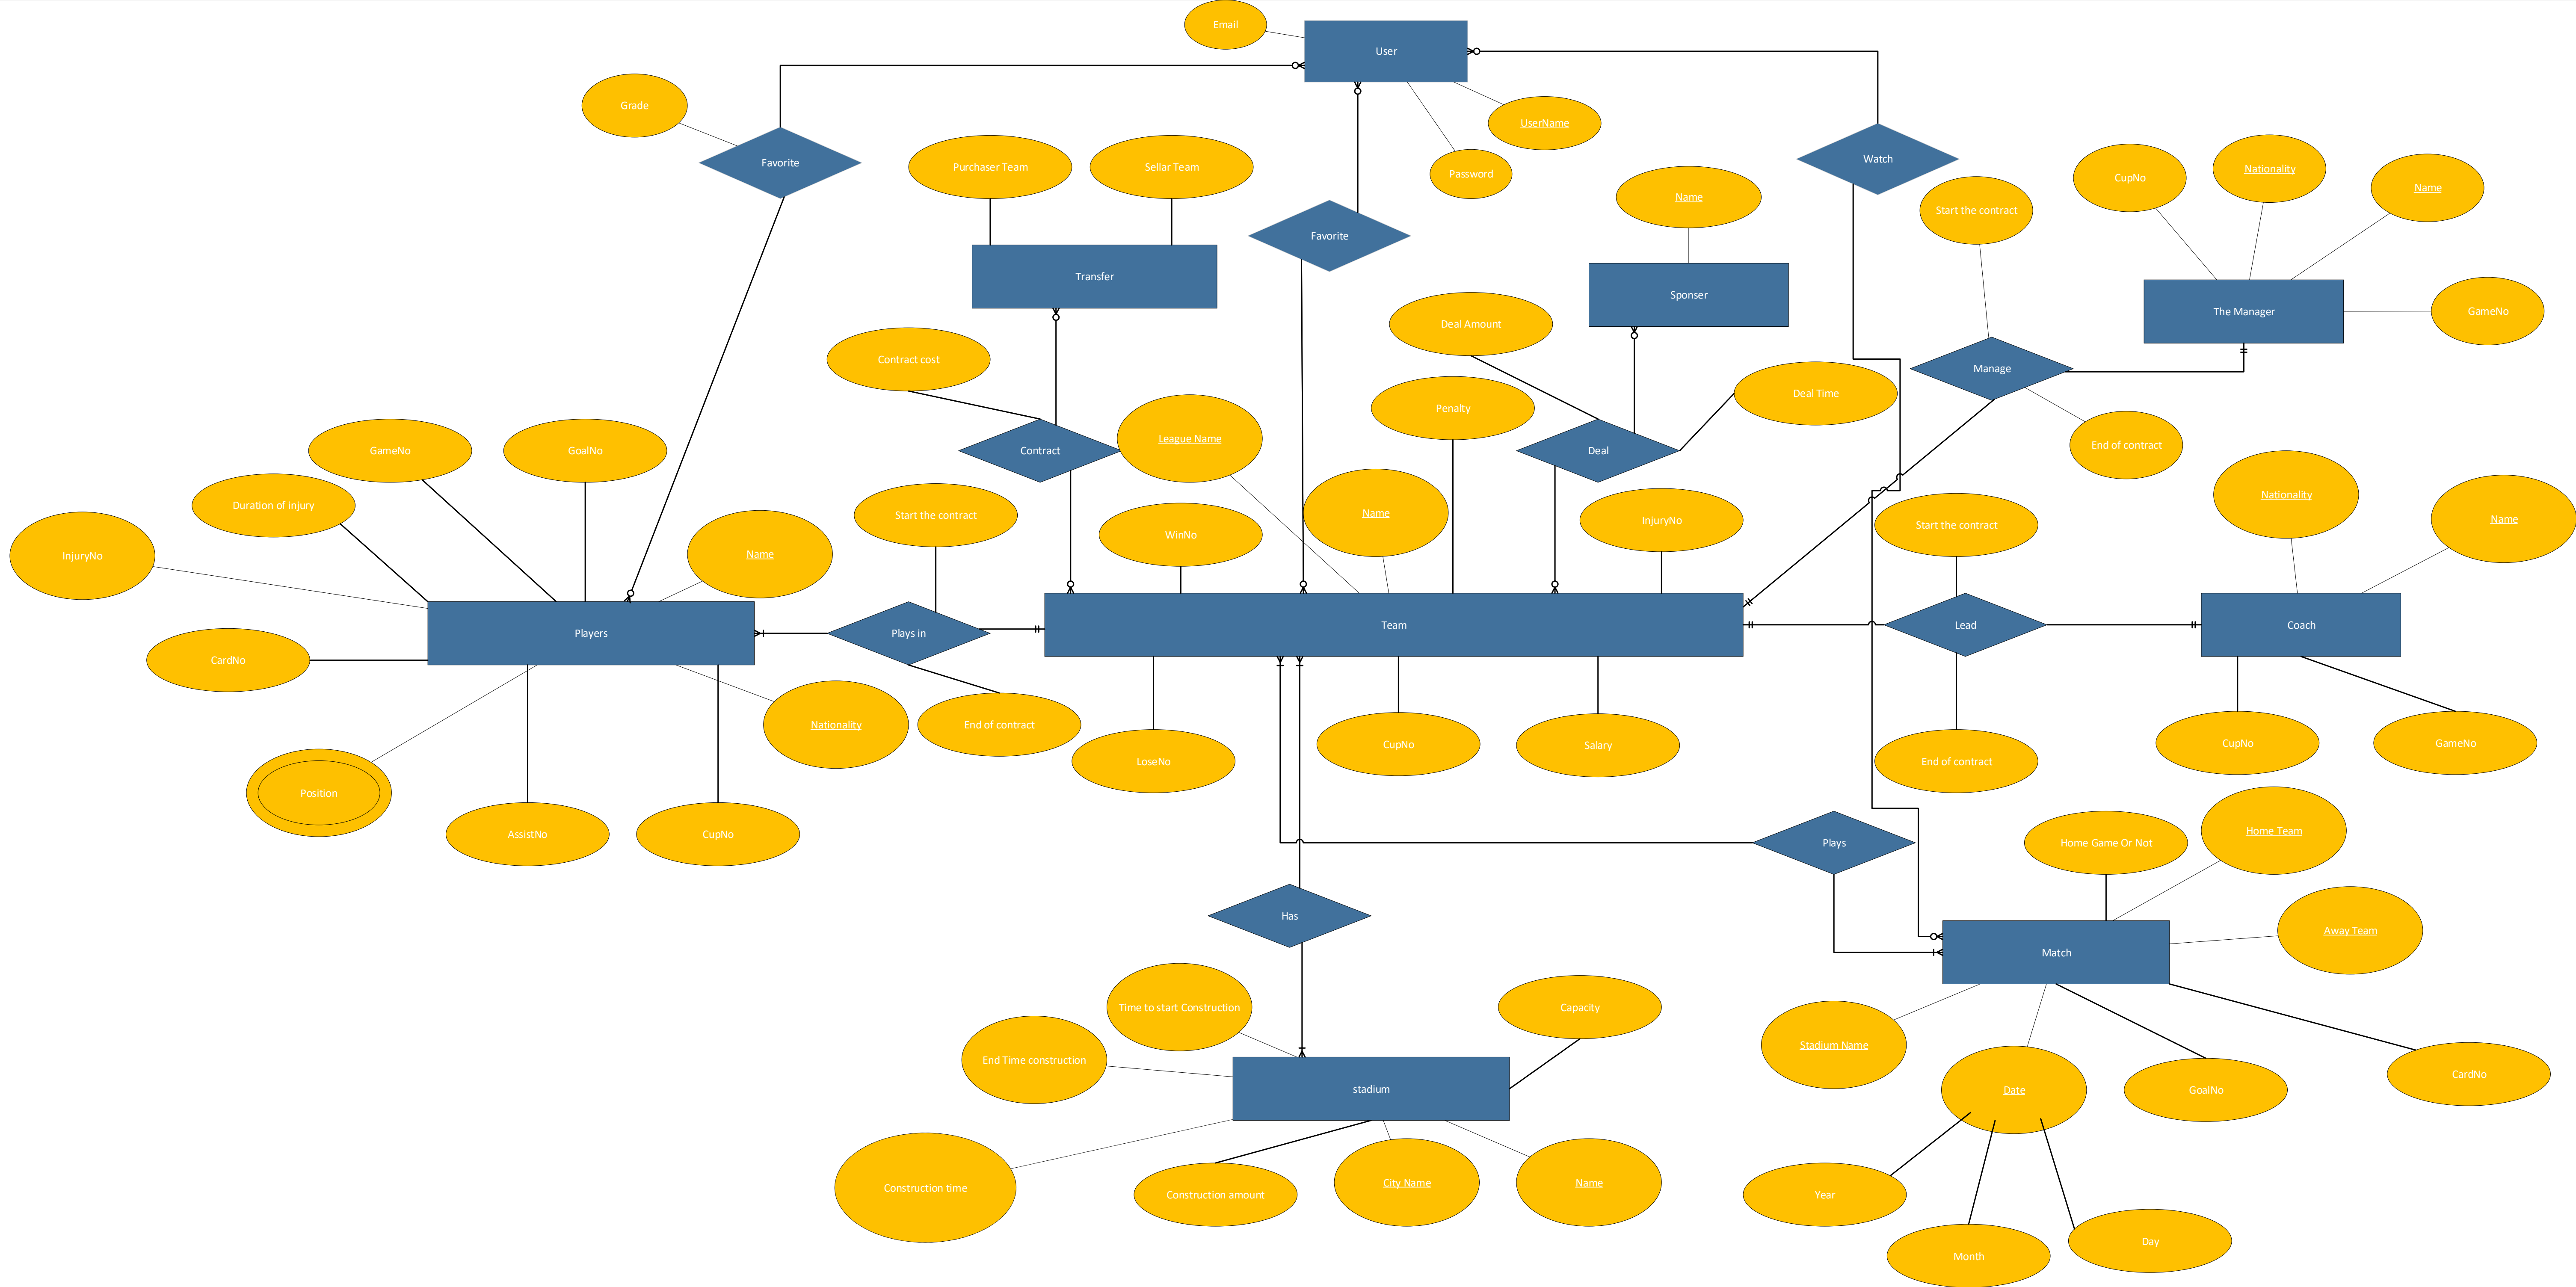 Email
User
Grade
UserName
Favorite
Watch
Purchaser Team
Sellar Team
Password
CupNo
Nationality
Name
Name
Start the contract
Favorite
Transfer
Sponser
The Manager
GameNo
Deal Amount
Contract cost
Manage
Deal Time
Penalty
League Name
End of contract
GameNo
GoalNo
Contract
Deal
Duration of injury
Start the contract
Name
InjuryNo
Nationality
Name
Start the contract
InjuryNo
Name
WinNo
Players
Plays in
Team
Lead
Coach
CardNo
Nationality
End of contract
LoseNo
CupNo
Salary
End of contract
CupNo
GameNo
Position
AssistNo
CupNo
Plays
Home Game Or Not
Home Team
Has
Away Team
Match
Time to start Construction
Capacity
End Time construction
Stadium Name
stadium
Date
GoalNo
CardNo
Construction time
Construction amount
City Name
Name
Year
Month
Day